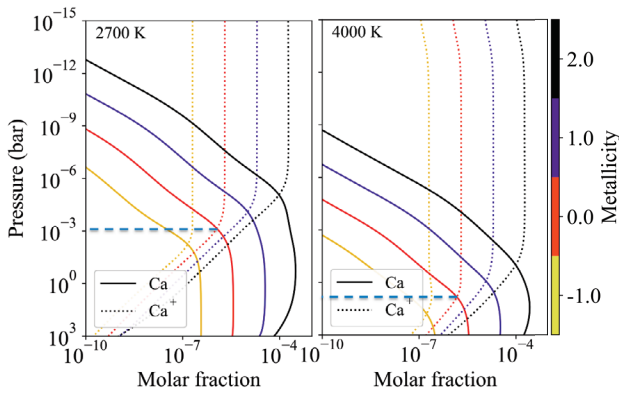 2700 K
4000 K
10^-15
10^-12
10^-9
10^-6
10^-3
10^0
10^3
Pressure (bar)
Ca
Ca+
Ca
Ca+
10^-10
10^-7
10^-4
10^-10
10^-7
10^-4
Molar fraction
Molar fraction
2.0
1.0
0.0
-1.0
Metallicity